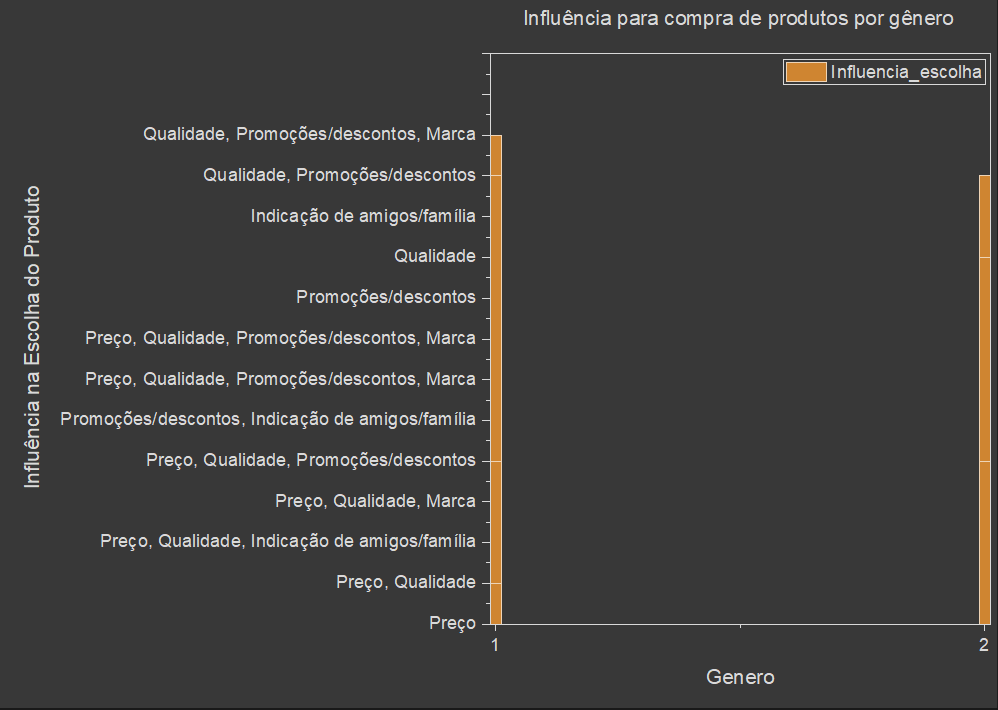 Influência para compra de produtos por gênero
Influencia_escolha
Influência na Escolha do Produto
Qualidade, Promoções/descontos, Marca
Qualidade, Promoções/descontos
Indicação de amigos/família
Qualidade
Promoções/descontos
Preço, Qualidade, Promoções/descontos, Marca
Preço, Qualidade, Promoções/descontos, Marca
Promoções/descontos, Indicação de amigos/família
Preço, Qualidade, Promoções/descontos
Preço, Qualidade, Marca
Preço, Qualidade, Indicação de amigos/família
Preço, Qualidade
Preço
1 2
Genero